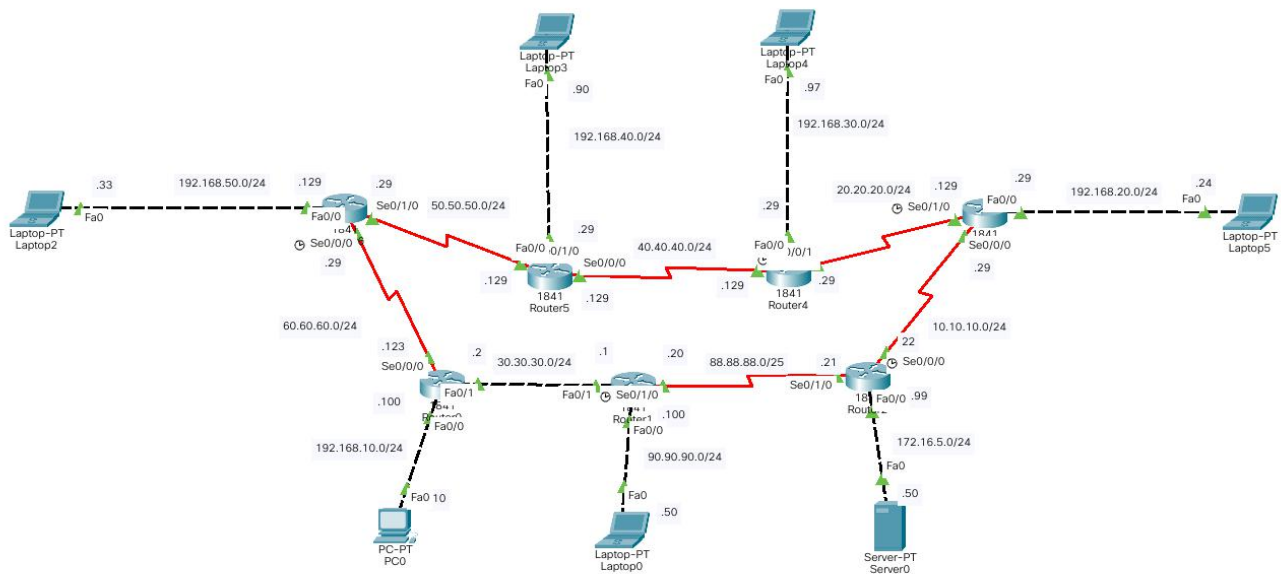 Laptop-PT
Laptop3
Fa0
.90
192.168.40.0/24
Laptop-PT
Laptop4
Fa0
.97
192.168.30.0/24
.33
Fa0
Laptop-PT
Laptop2
192.168.50.0/24
.129
Fa0/0
.29
Se0/1/0
184
Se0/0/0
.29
50.50.50.0/24
.29
Fa0/0
0/1/0
Se0/0/0
.129
1841
Router5
.129
40.40.40.0/24
.29
Fa0/0
0/0/1
.129
1841
Router4
.29
20.20.20.0/24
.129
Se0/1/0
Fa0/0
.29
1841
Se0/0/0
.29
192.168.20.0/24
.24
Fa0
Laptop-PT
Laptop5
10.10.10.0/24
60.60.60.0/24
.123
Se0/0/0
.2
Fa0/1
.100
Fa0/0
30.30.30.0/24
.1
Fa0/1
Se0/1/0
.20
.100
Fa0/0
88.88.88.0/25
.21
Se0/1/0
22
Se0/0/0
Fa0/0
.99
192.168.10.0/24
Fa0
10
PC-PT
PC0
90.90.90.0/24
Fa0
.50
Laptop-PT
Laptop0
172.16.5.0/24
Fa0
.50
Server-PT
Server0